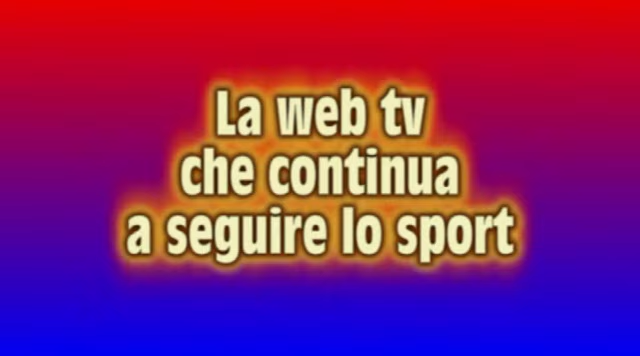 La web tv
che continua
a seguire lo sport